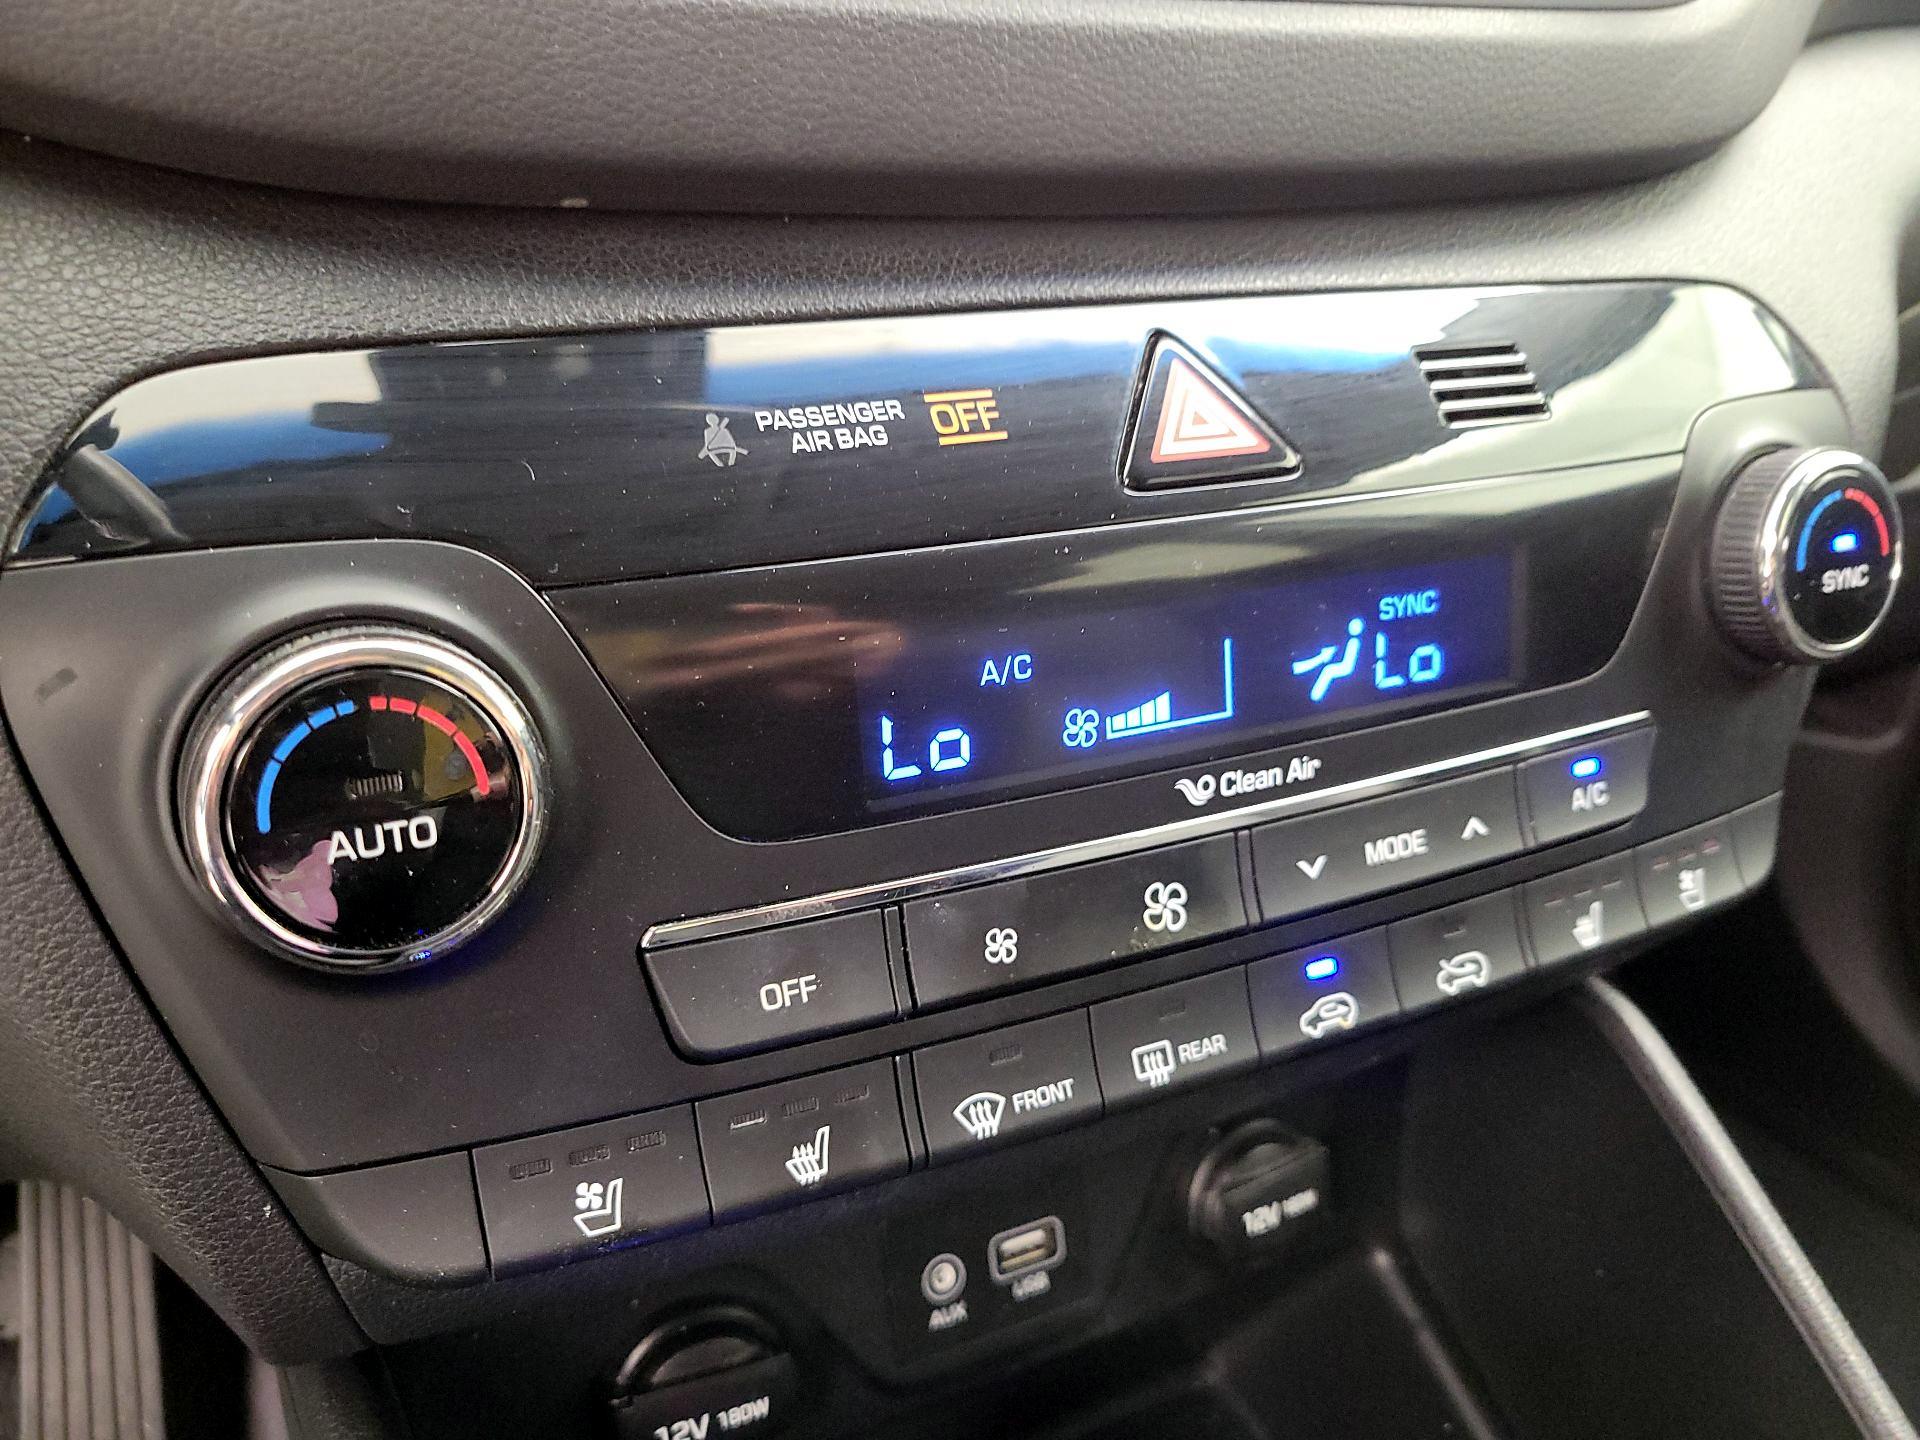 PASSENGER
AIR BAG
OFF
SYNC
SYNC
A/C
Lo
Lo
AUTO
Clean Air
OFF
MODE
A/C
FRONT
REAR
AUX
USB
12V 180W
12V 180W